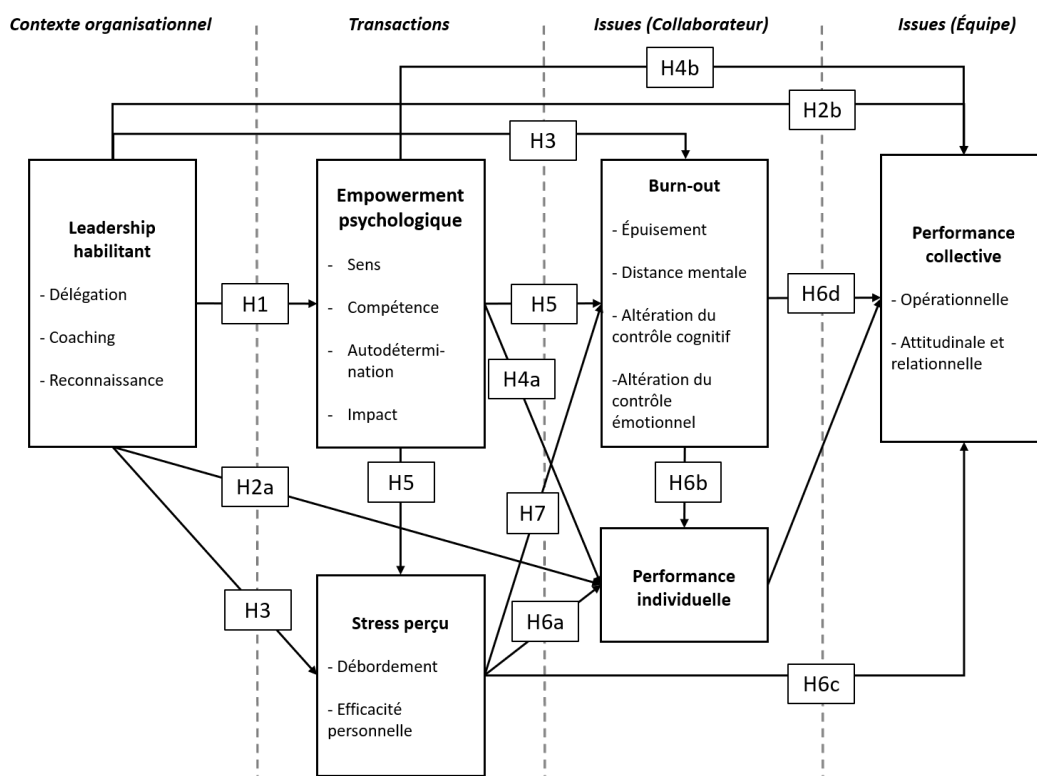 Contexte organisationnel
Transactions
Issues (Collaborateur)
Issues (Équipe)
H4b
H2b
H3
Leadership
habilitant
- Délégation
- Coaching
- Reconnaissance
H1
Empowerment
psychologique
- Sens
- Compétence
- Autodétermi-
nation
- Impact
H5
H4a
Burn-out
- Épuisement
- Distance mentale
- Altération du
contrôle cognitif
-Altération du
contrôle
émotionnel
H6d
Performance
collective
- Opérationnelle
- Attitudinale et
relationnelle
H2a
H5
H7
H6b
H3
Stress perçu
- Débordement
- Efficacité
personnelle
H6a
Performance
individuelle
H6c